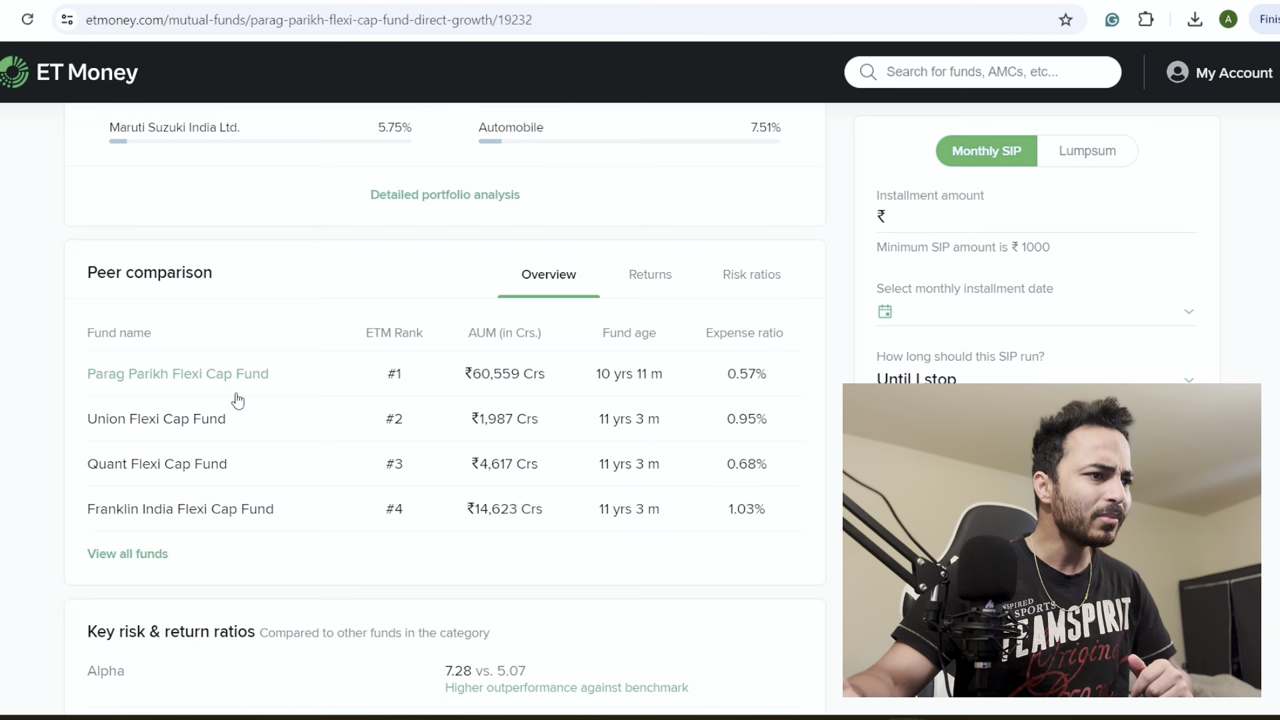 etmoney.com/mutual-funds/parag-parikh-flexi-cap-fund-direct-growth/19232
A
Finis
ET Money
Search for funds, AMCs, etc...
My Account
Maruti Suzuki India Ltd. 5.75% Automobile 7.51%
Detailed portfolio analysis
Monthly SIP Lumpsum
Installment amount
₹
Minimum SIP amount is ₹ 1000
Select monthly installment date
How long should this SIP run?
Until I stop
Peer comparison Overview Returns Risk ratios
Fund name ETM Rank AUM (in Crs.) Fund age Expense ratio
Parag Parikh Flexi Cap Fund #1 ₹60,559 Crs 10 yrs 11 m 0.57%
Union Flexi Cap Fund #2 ₹1,987 Crs 11 yrs 3 m 0.95%
Quant Flexi Cap Fund #3 ₹4,617 Crs 11 yrs 3 m 0.68%
Franklin India Flexi Cap Fund #4 ₹14,623 Crs 11 yrs 3 m 1.03%
View all funds
Key risk & return ratios Compared to other funds in the category
Alpha 7.28 vs. 5.07
Higher outperformance against benchmark
SPORTS
TEAMSPIRIT
Original